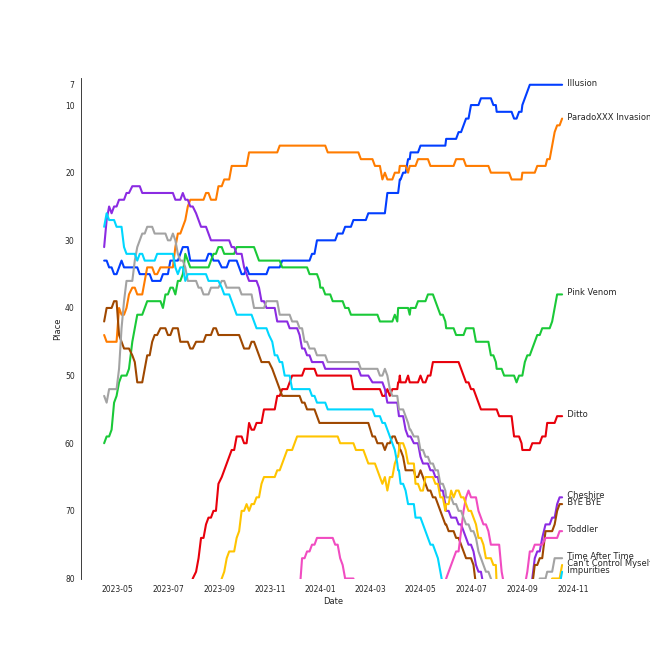 7
Illusion
10
ParadoXXX Invasion
20
30
Pink Venom
40
Place
50
Ditto
60
Cheshire
BYE BYE
70
Toddler
Time After Time
Can't Control Myself
Impurities
80
2023-05 2023-07 2023-09 2023-11 2024-01 2024-03 2024-05 2024-07 2024-09 2024-11
Date